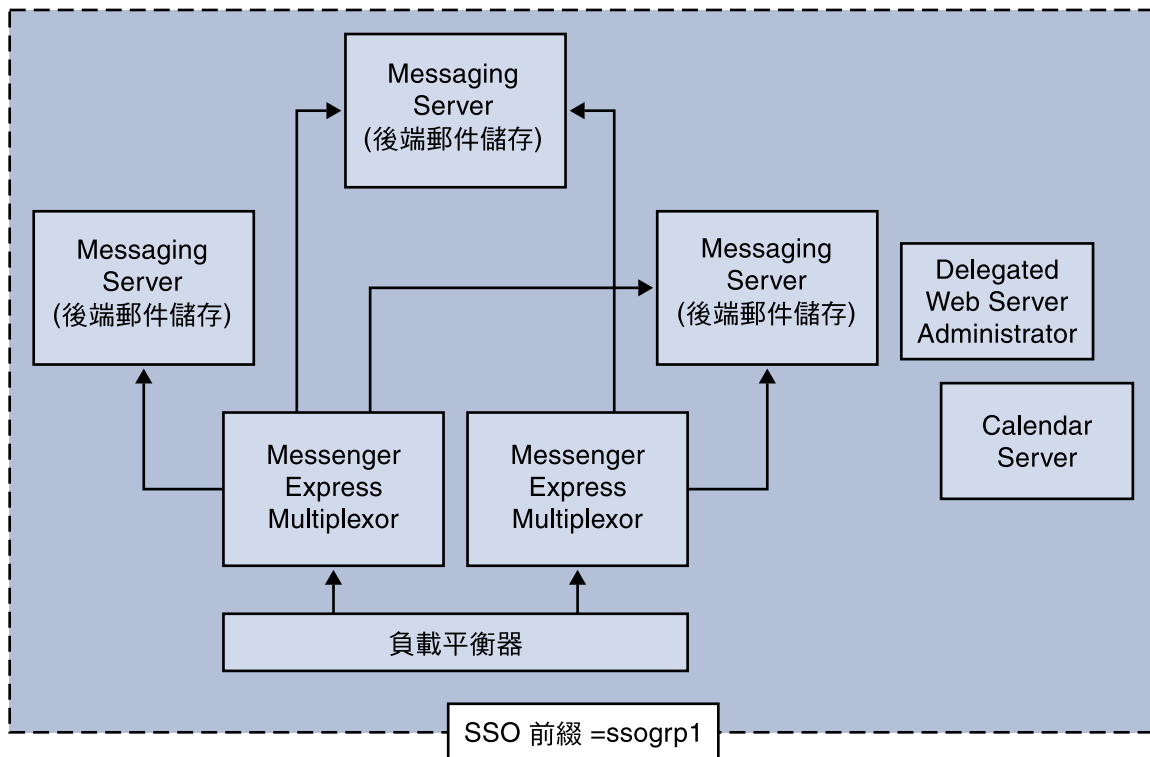 Messaging
Server
(後端郵件儲存)
Messaging
Server
(後端郵件儲存)
Messaging
Server
(後端郵件儲存)
Delegated
Web Server
Administrator
Calendar
Server
Messenger
Express
Multiplexor
Messenger
Express
Multiplexor
負載平衡器
SSO 前綴 =ssogrp1